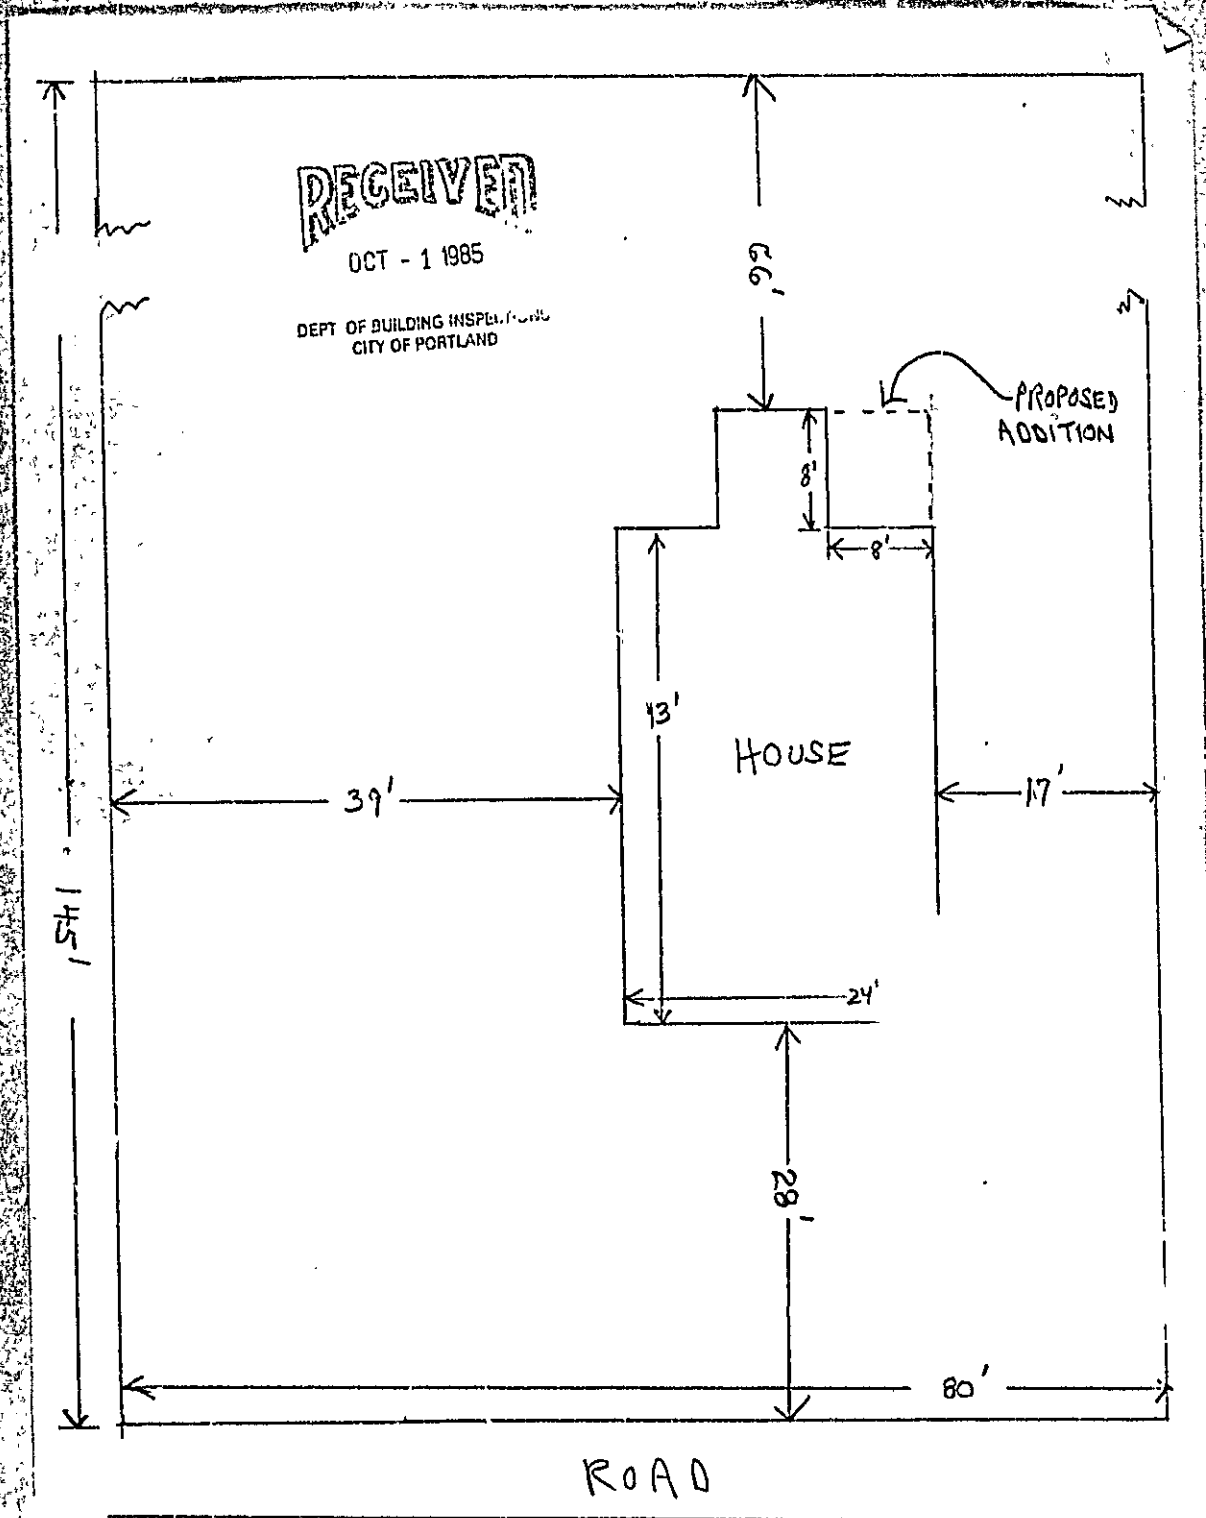 RECEIVED
OCT - 1 1985
DEPT OF BUILDING INSPECTIONS
CITY OF PORTLAND
66'
PROPOSED
ADDITION
8'
8'
43'
HOUSE
39'
17'
145'
24'
28'
80'
ROAD